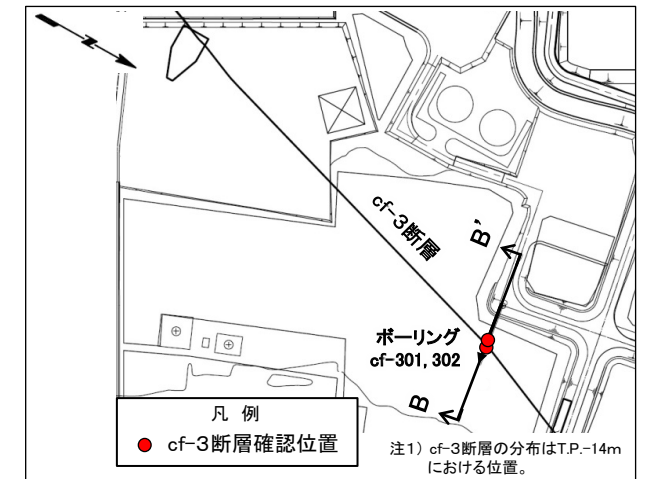 N
cf-3断層
B'
ボーリング
cf-301, 302
B
凡 例
cf-3断層確認位置
注1) cf-3断層の分布はT.P.-14m
における位置。